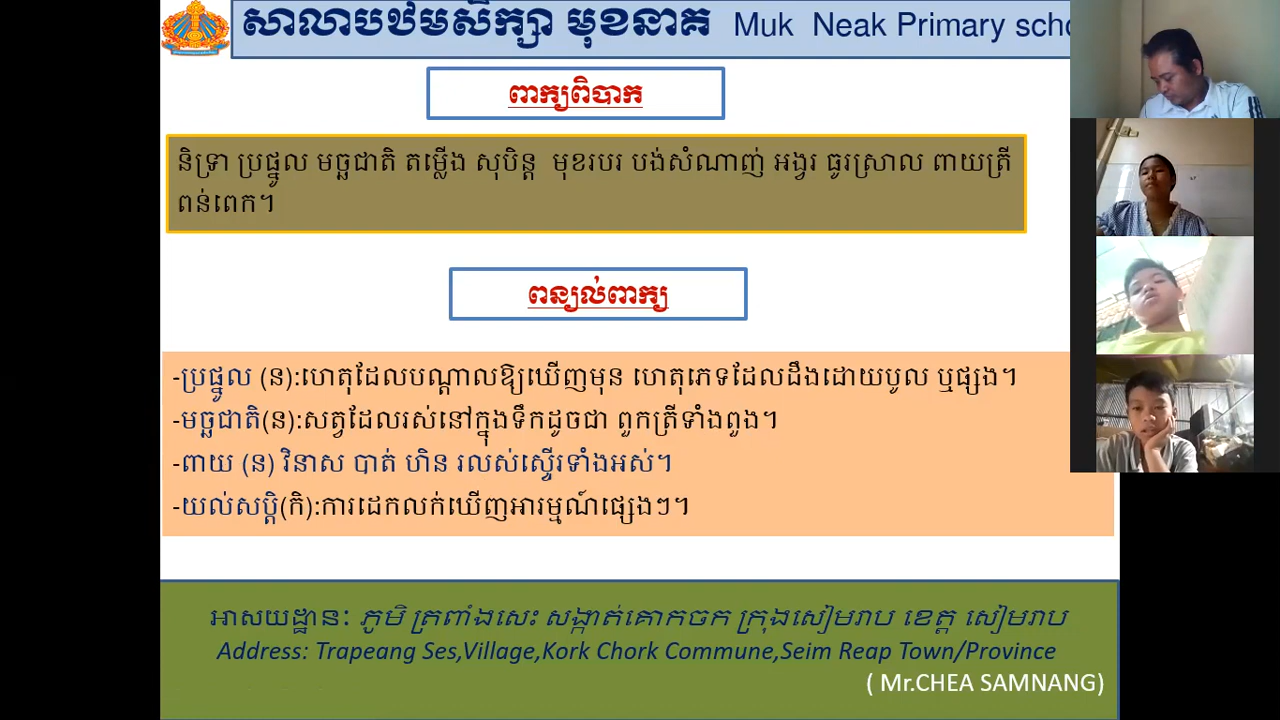 សាលាបឋមសិក្សា មុខនាគ Muk Neak Primary scho
ពាក្យពិបាក
និទ្រា ប្រផ្នូល មច្ឆជាតិ តម្លើង សុបិន្ត មុខរបរ បង់សំណាញ់ អង្វរ ធូរស្រាល ពាយត្រី
ពន់ពេក។
ពន្យល់ពាក្យ
-ប្រផ្នូល (ន):ហេតុដែលបណ្ដាលឱ្យឃើញមុន ហេតុភេទដែលដឹងដោយបូល ឬផ្សង។
-មច្ឆជាតិ(ន):សត្វដែលរស់នៅក្នុងទឹកដូចជា ពួកត្រីទាំងពួង។
-ពាយ (ន) វិនាស បាត់ ហិន រលស់ស្ទើរទាំងអស់។
-យល់សប្តិ(កិ):ការដេកលក់ឃើញអារម្មណ៍ផ្សេងៗ។
អាសយដ្ឋាន: ភូមិ ត្រពាំងសេះ សង្កាត់គោកចក ក្រុងសៀមរាប ខេត្ត សៀមរាប
Address: Trapeang Ses,Village,Kork Chork Commune,Seim Reap Town/Province
( Mr.CHEA SAMNANG)